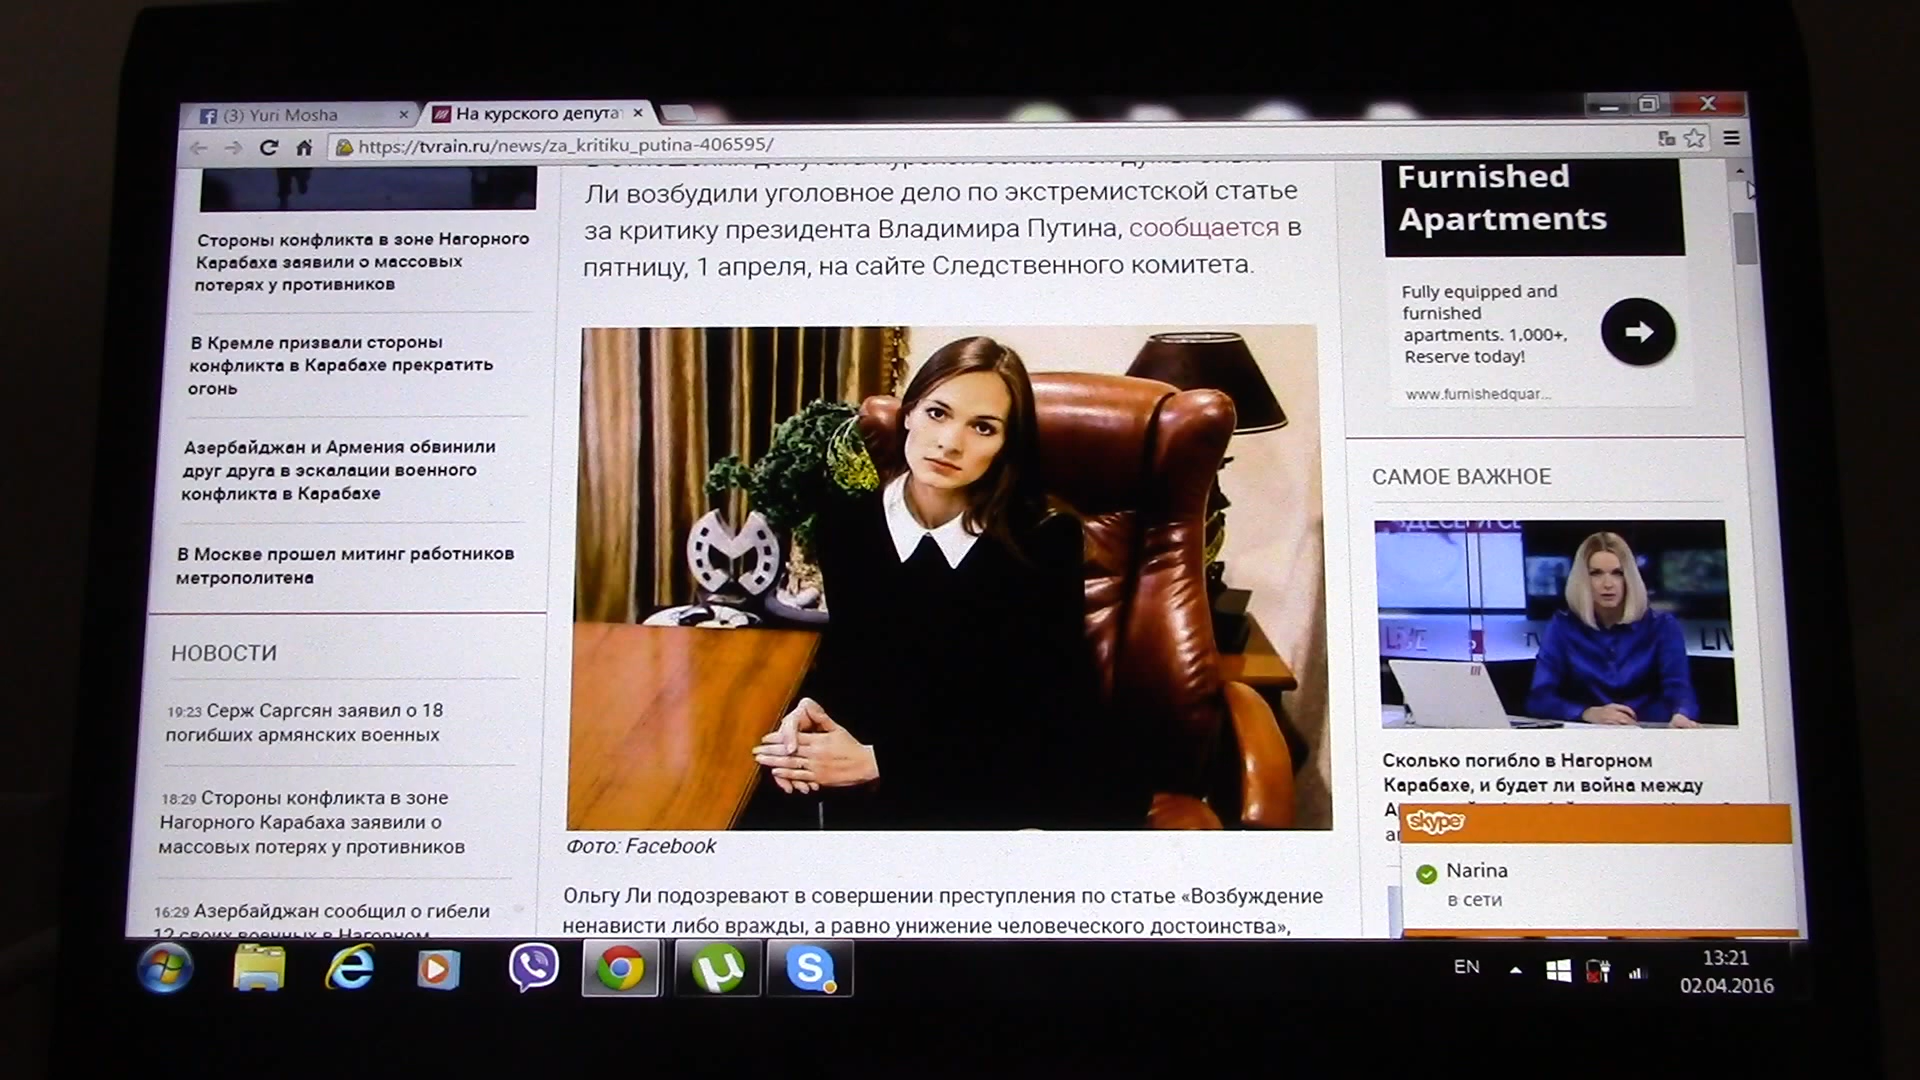 (3) Yuri Mosha
На курского депутат
https://tvrain.ru/news/za_kritiku_putina-406595/
Стороны конфликта в зоне Нагорного
Карабаха заявили о массовых
потерях у противников
В Кремле призвали стороны
конфликта в Карабахе прекратить
огонь
Азербайджан и Армения обвинили
друг друга в эскалации военного
конфликта в Карабахе
В Москве прошел митинг работников
метрополитена
НОВОСТИ
19:23 Серж Саргсян заявил о 18
погибших армянских военных
18:29 Стороны конфликта в зоне
Нагорного Карабаха заявили о
массовых потерях у противников
16:29 Азербайджан сообщил о гибели
12 своих военных в Нагорном
Ли возбудили уголовное дело по экстремистской статье
за критику президента Владимира Путина, сообщается в
пятницу, 1 апреля, на сайте Следственного комитета.
Фото: Facebook
Ольгу Ли подозревают в совершении преступления по статье «Возбуждение
ненависти либо вражды, а равно унижение человеческого достоинства»,
Furnished
Apartments
Fully equipped and
furnished
apartments. 1,000+,
Reserve today!
www.furnishedquar...
САМОЕ ВАЖНОЕ
LIVE
LIV
Сколько погибло в Нагорном
Карабахе, и будет ли война между
skype
Narina
в сети
EN
13:21
02.04.2016